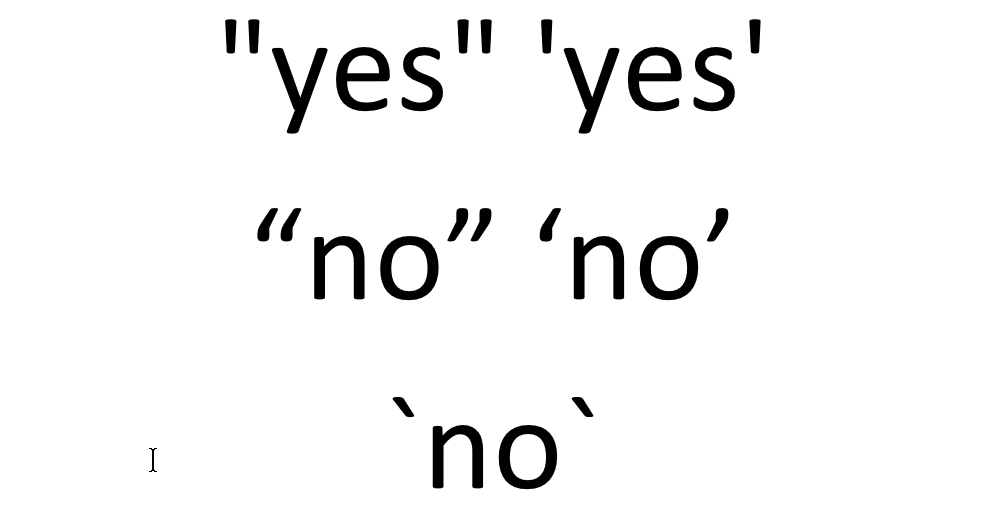 "yes" 'yes'
“no” ‘no’
`no`